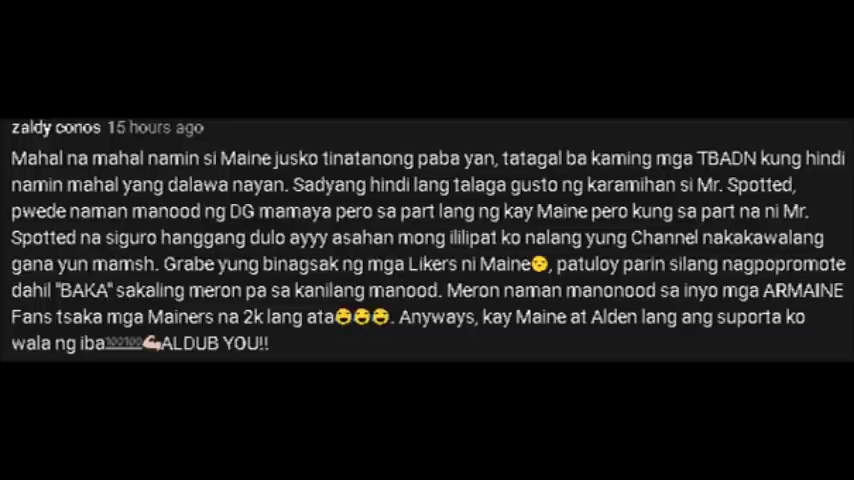 zaldy conos 15 hours ago
Mahal na mahal namin si Maine jusko tinatanong paba yan, tatagal ba kaming mga TBADN kung hindi
namin mahal yang dalawa nayan. Sadyang hindi lang talaga gusto ng karamihan si Mr. Spotted,
pwede naman manood ng DG mamaya pero sa part lang ng kay Maine pero kung sa part na ni Mr.
Spotted na siguro hanggang dulo ayyy asahan mong ililipat ko nalang yung Channel nakakawalang
gana yun mamsh. Grabe yung binagsak ng mga Likers ni Maine😔, patuloy parin silang nagpopromote
dahil "BAKA" sakaling meron pa sa kanilang manood. Meron naman manonood sa inyo mga ARMAINE
Fans tsaka mga Mainers na 2k lang ata😂😂😂. Anyways, kay Maine at Alden lang ang suporta ko
wala ng iba💯💯💪ALDUB YOU!!